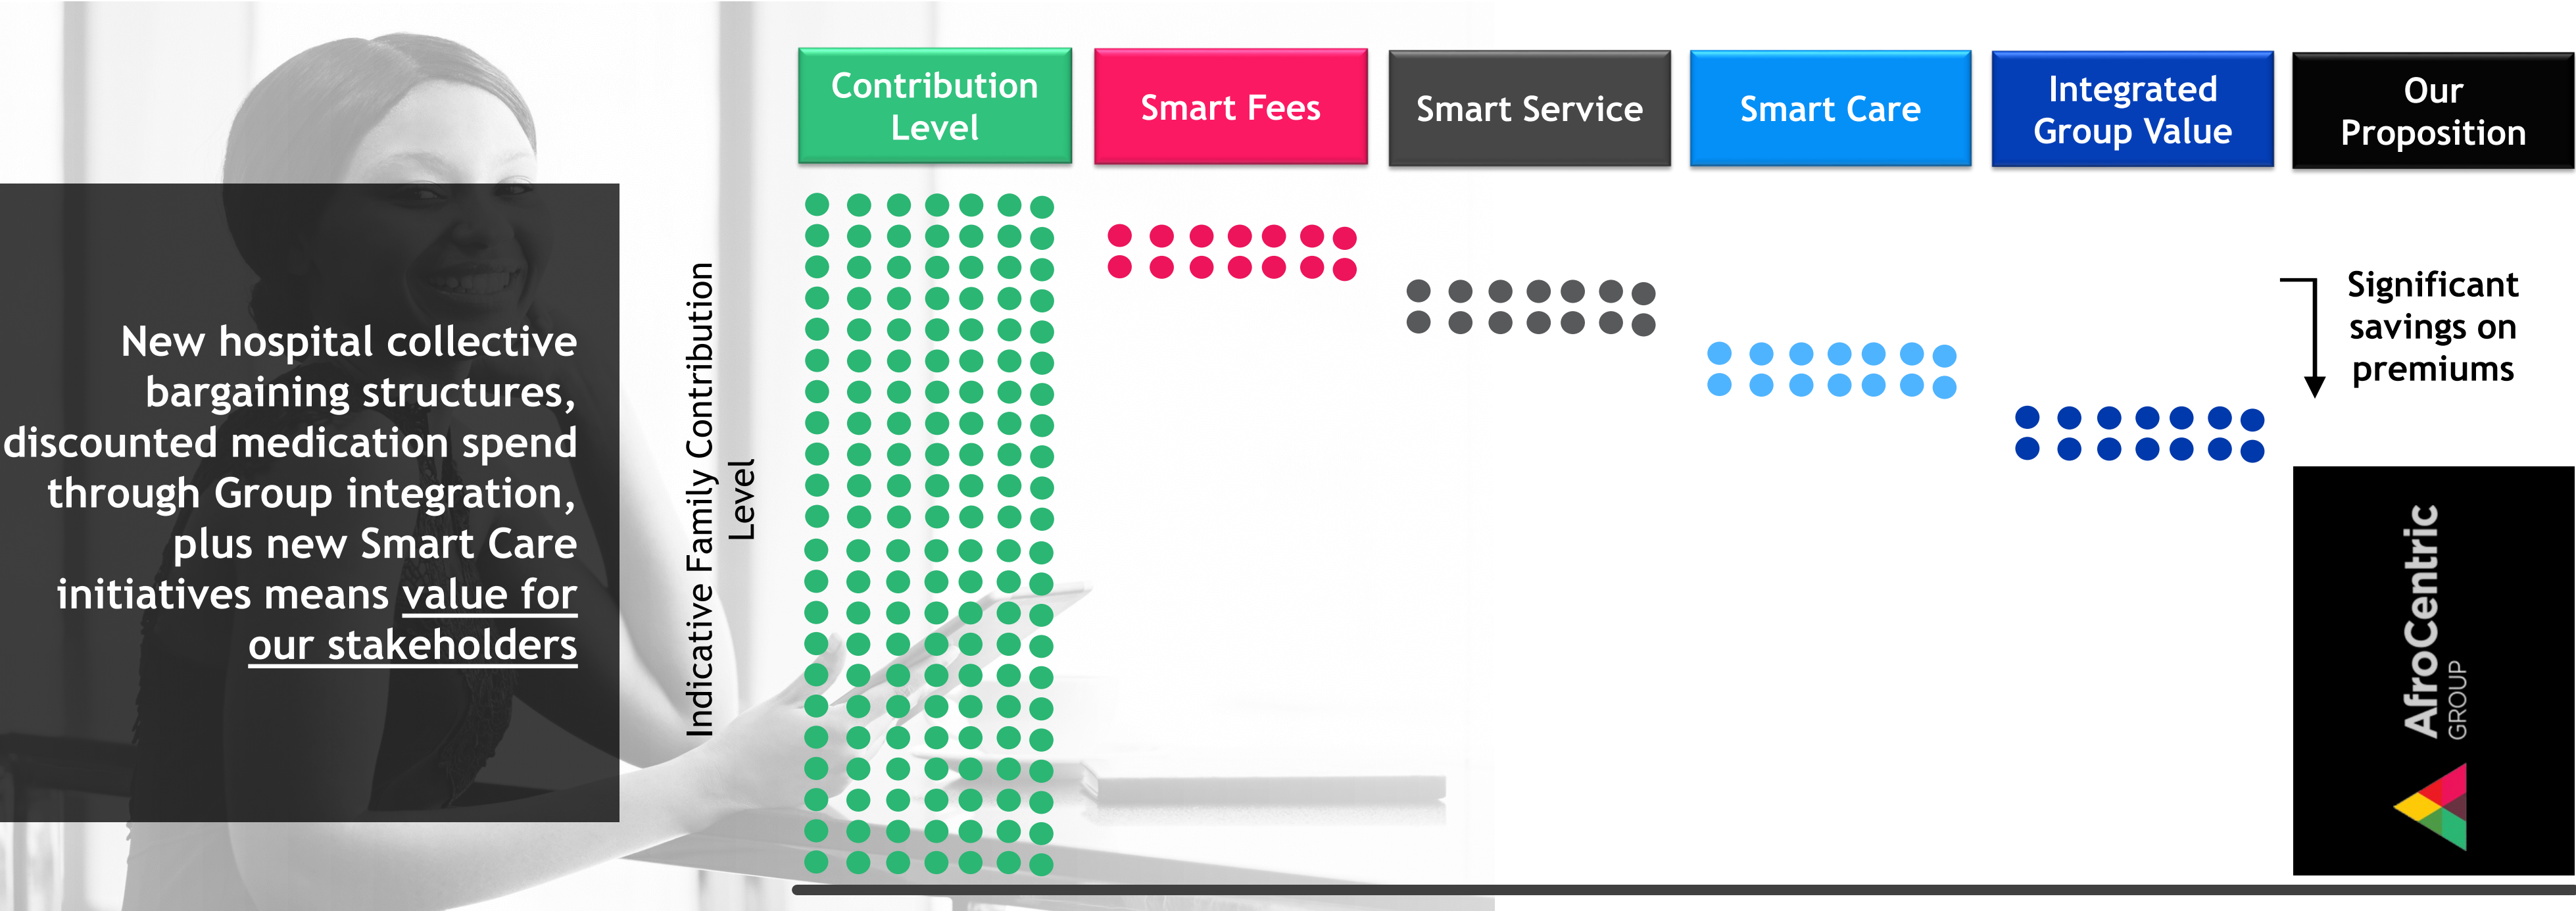 New hospital collective
bargaining structures,
discounted medication spend
through Group integration,
plus new Smart Care
initiatives means value for
our stakeholders
Indicative Family Contribution
Level
Contribution
Level
Smart Fees
Smart Service
Smart Care
Integrated
Group Value
Our
Proposition
Significant
savings on
premiums
AfroCentric
GROUP